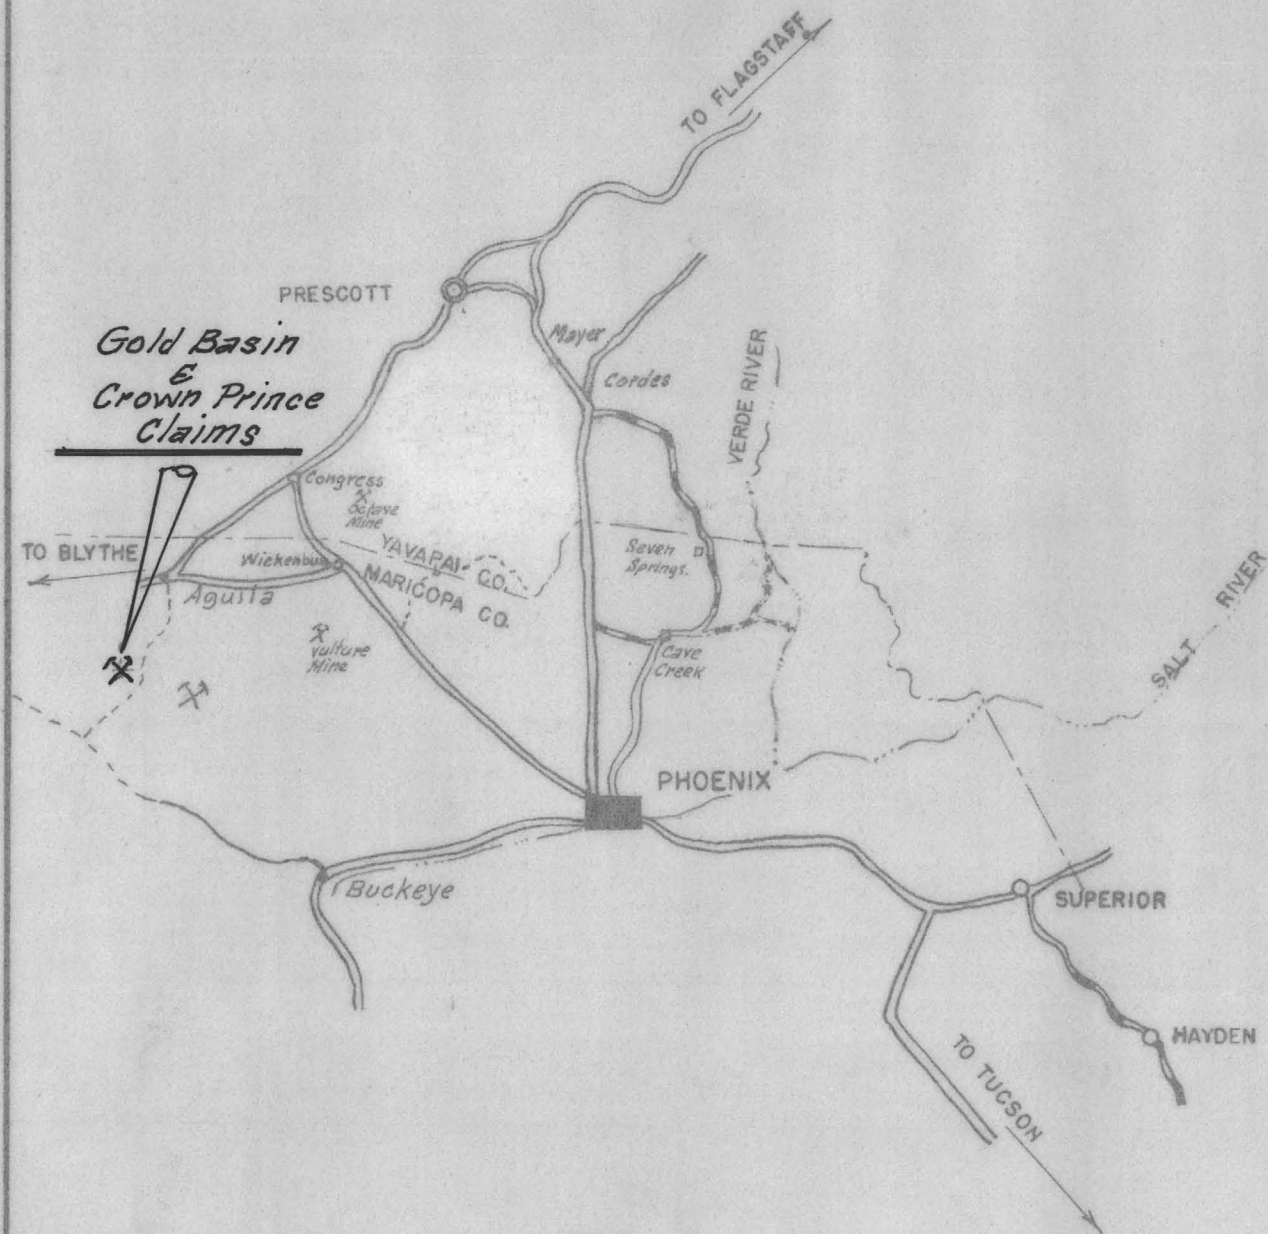 TO FLAGSTAFF
PRESCOTT
Gold Basin
&
Crown Prince
Claims
Mayer
Cordes
VERDE RIVER
Congress
Octave
Mine
TO BLYTHE
Wickenburg
YAVAPAI CO.
MARICOPA CO.
Seven
Springs.
Aguila
Vulture
Mine
Cave
Creek
SALT RIVER
PHOENIX
Buckeye
SUPERIOR
HAYDEN
TO TUCSON